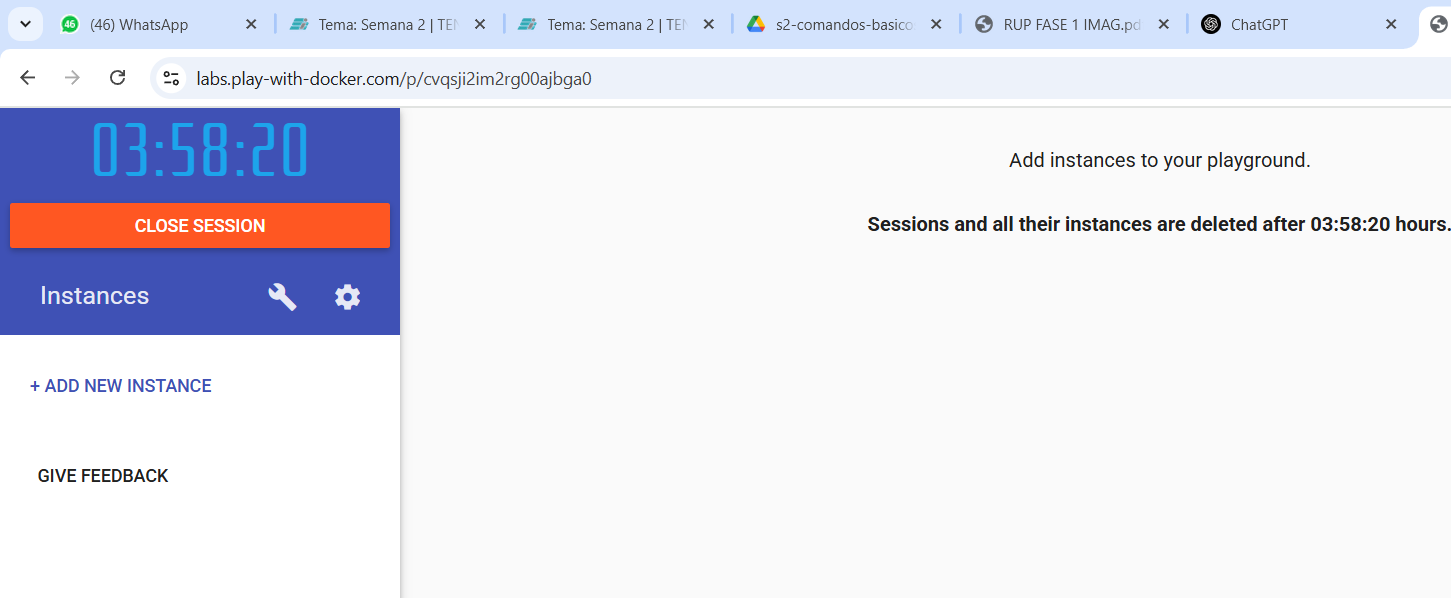 46 (46) WhatsApp
Tema: Semana 2 | TEM
Tema: Semana 2 | TEM
s2-comandos-basico
RUP FASE 1 IMAG.pd
ChatGPT
labs.play-with-docker.com/p/cvqsji2im2rg00ajbga0
03:58:20
CLOSE SESSION
Instances
+ ADD NEW INSTANCE
GIVE FEEDBACK
Add instances to your playground.
Sessions and all their instances are deleted after 03:58:20 hours.